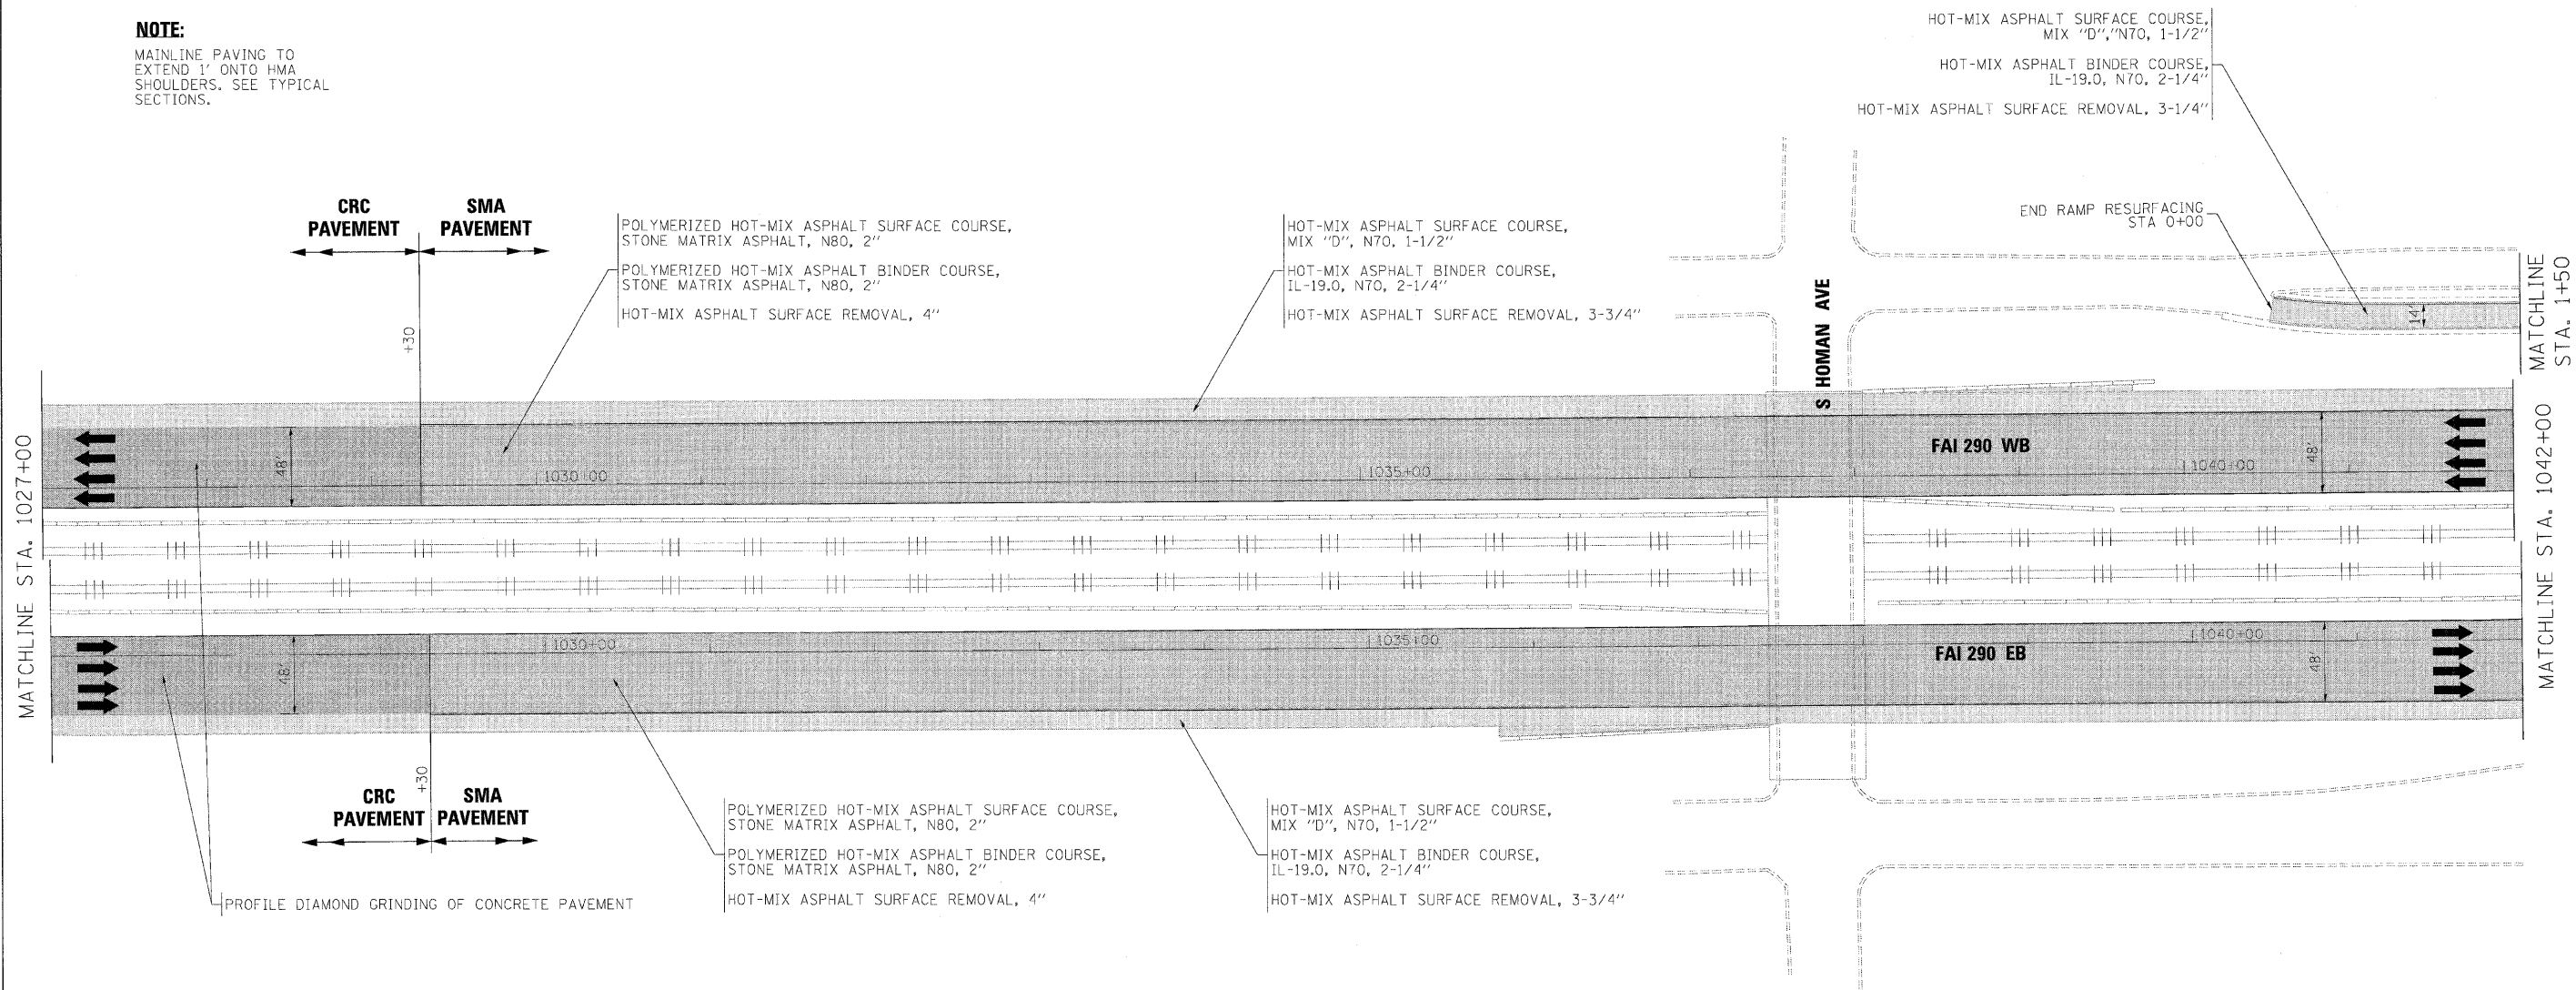 NOTE:
MAINLINE PAVING TO
EXTEND 1' ONTO HMA
SHOULDERS. SEE TYPICAL
SECTIONS.
HOT-MIX ASPHALT SURFACE COURSE,
MIX "D","N70, 1-1/2"
HOT-MIX ASPHALT BINDER COURSE,
IL-19.0, N70, 2-1/4"
HOT-MIX ASPHALT SURFACE REMOVAL, 3-1/4"
END RAMP RESURFACING
STA 0+00
14'
MATCHLINE
STA. 1+50
CRC
PAVEMENT
SMA
PAVEMENT
+30
POLYMERIZED HOT-MIX ASPHALT SURFACE COURSE,
STONE MATRIX ASPHALT, N80, 2"
POLYMERIZED HOT-MIX ASPHALT BINDER COURSE,
STONE MATRIX ASPHALT, N80, 2"
HOT-MIX ASPHALT SURFACE REMOVAL, 4"
HOT-MIX ASPHALT SURFACE COURSE,
MIX "D", N70, 1-1/2"
HOT-MIX ASPHALT BINDER COURSE,
IL-19.0, N70, 2-1/4"
HOT-MIX ASPHALT SURFACE REMOVAL, 3-3/4"
S HOMAN AVE
MATCHLINE STA. 1027+00
48'
1030+00
1035+00
FAI 290 WB
1040+00
48'
MATCHLINE STA. 1042+00
48'
1030+00
1035+00
FAI 290 EB
1040+00
48'
+30
CRC
PAVEMENT
SMA
PAVEMENT
PROFILE DIAMOND GRINDING OF CONCRETE PAVEMENT
POLYMERIZED HOT-MIX ASPHALT SURFACE COURSE,
STONE MATRIX ASPHALT, N80, 2"
POLYMERIZED HOT-MIX ASPHALT BINDER COURSE,
STONE MATRIX ASPHALT, N80, 2"
HOT-MIX ASPHALT SURFACE REMOVAL, 4"
HOT-MIX ASPHALT SURFACE COURSE,
MIX "D", N70, 1-1/2"
HOT-MIX ASPHALT BINDER COURSE,
IL-19.0, N70, 2-1/4"
HOT-MIX ASPHALT SURFACE REMOVAL, 3-3/4"